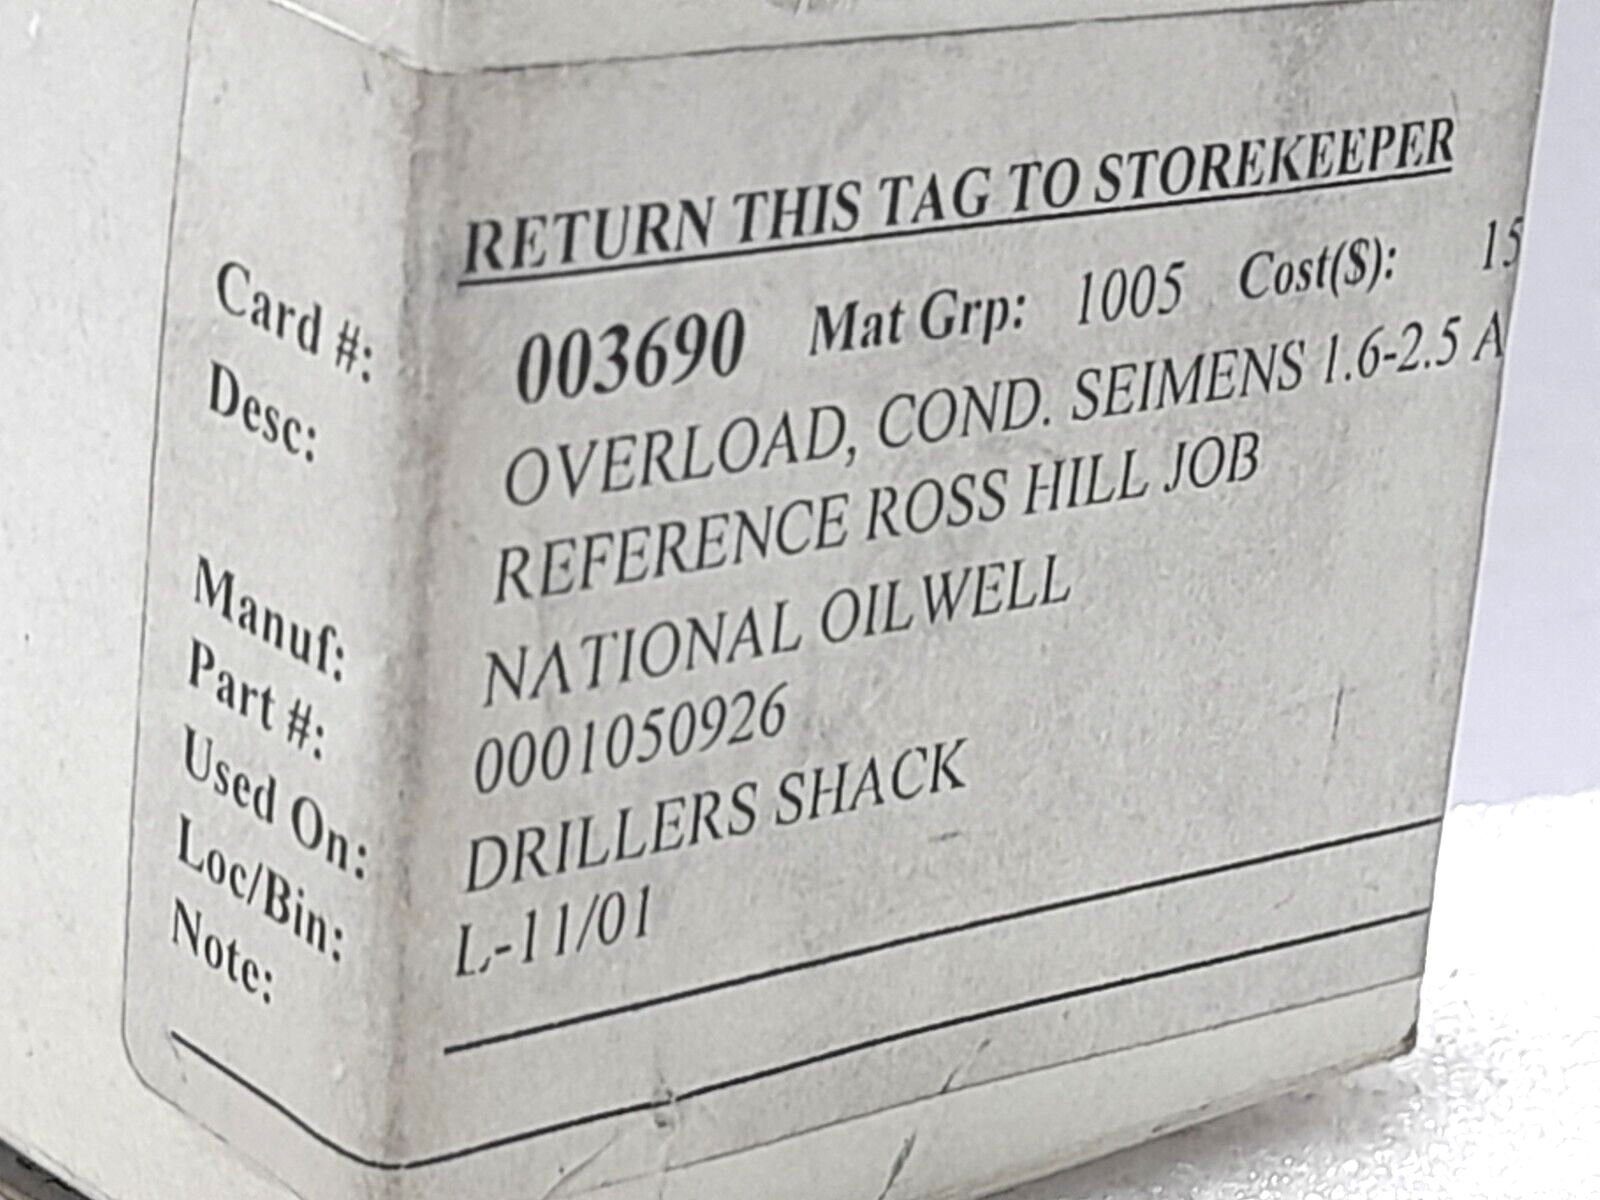 RETURN THIS TAG TO STOREKEEPER
Card #: 003690 Mat Grp: 1005 Cost($): 15
Desc: OVERLOAD, COND. SEIMENS 1.6-2.5 A
REFERENCE ROSS HILL JOB
Manuf: NATIONAL OILWELL
Part #: 0001050926
Used On: DRILLERS SHACK
Loc/Bin: L-11/01
Note: